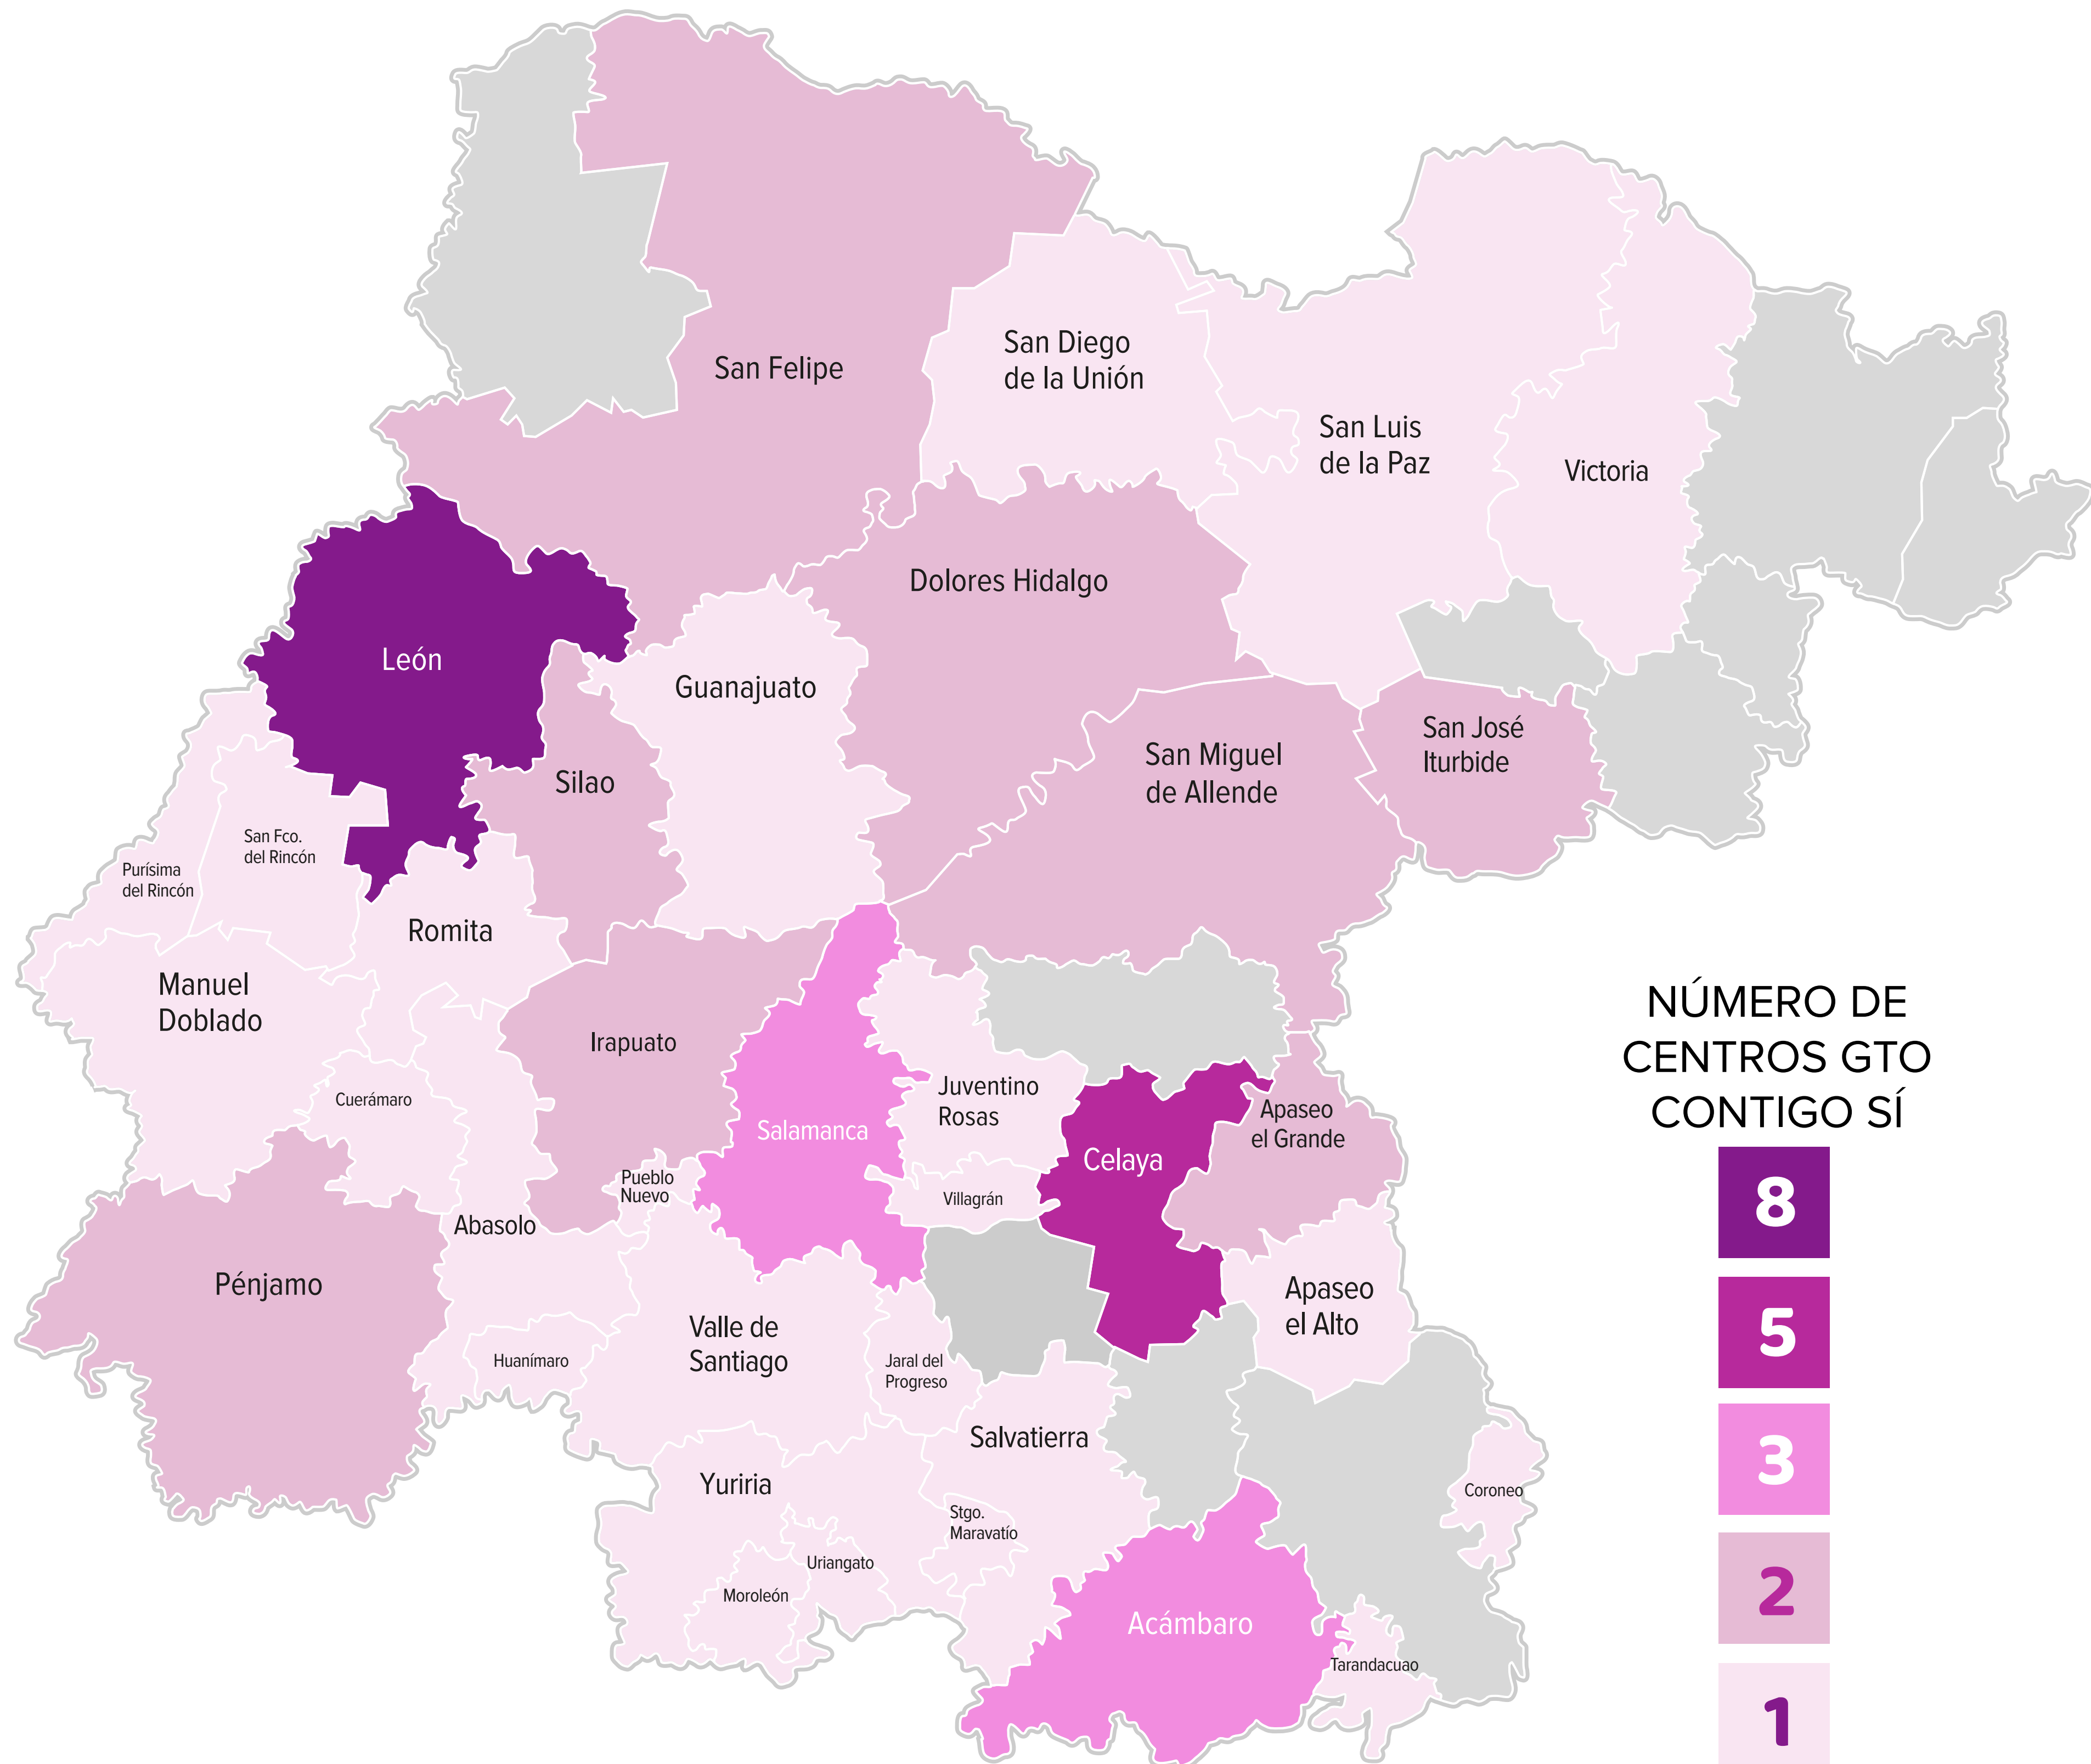 San Felipe
San Diego
de la Unión
San Luis
de la Paz
Victoria
Dolores Hidalgo
León
Guanajuato
San José
Iturbide
San Miguel
de Allende
Silao
San Fco.
del Rincón
Purísima
del Rincón
Romita
Manuel
Doblado
Irapuato
Cuerámaro
Juventino
Rosas
Salamanca
Apaseo
el Grande
Celaya
Pueblo
Nuevo
Villagrán
Abasolo
Pénjamo
Apaseo
el Alto
Valle de
Santiago
Huanímaro
Jaral del
Progreso
Salvatierra
Yuriria
Coroneo
Stgo.
Maravatío
Uriangato
Moroleón
Acámbaro
Tarandacuao
NÚMERO DE
CENTROS GTO
CONTIGO SÍ
8
5
3
2
1